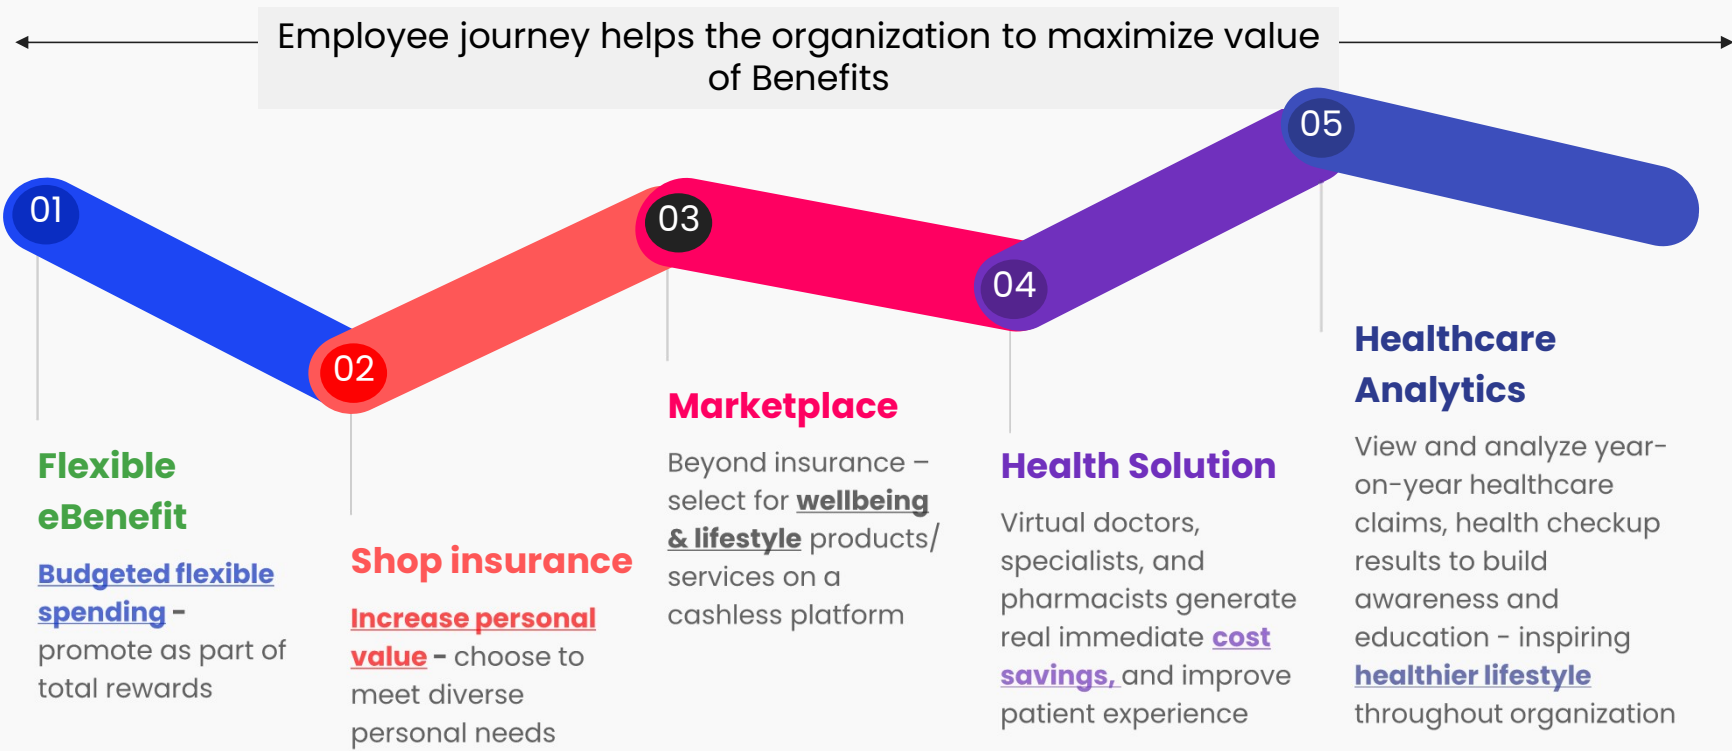 Employee journey helps the organization to maximize value
of Benefits
01
02
03
04
05
Flexible
eBenefit
Budgeted flexible
spending -
promote as part of
total rewards
Shop insurance
Increase personal
value - choose to
meet diverse
personal needs
Marketplace
Beyond insurance –
select for wellbeing
& lifestyle products/
services on a
cashless platform
Health Solution
Virtual doctors,
specialists, and
pharmacists generate
real immediate cost
savings, and improve
patient experience
Healthcare
Analytics
View and analyze year-
on-year healthcare
claims, health checkup
results to build
awareness and
education - inspiring
healthier lifestyle
throughout organization